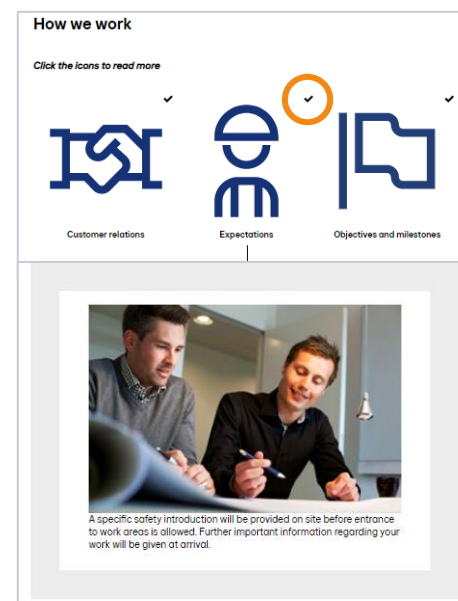 How we work
Click the icons to read more
Customer relations
Expectations
Objectives and milestones
A specific safety introduction will be provided on site before entrance
to work areas is allowed. Further important information regarding your
work will be given at arrival.